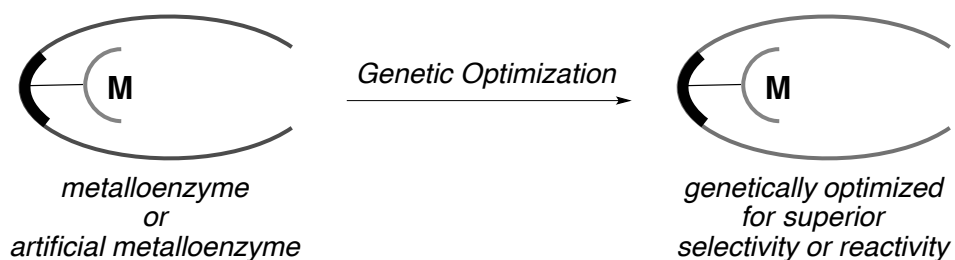 M
Genetic Optimization
M
metalloenzyme
or
artificial metalloenzyme
genetically optimized
for superior
selectivity or reactivity